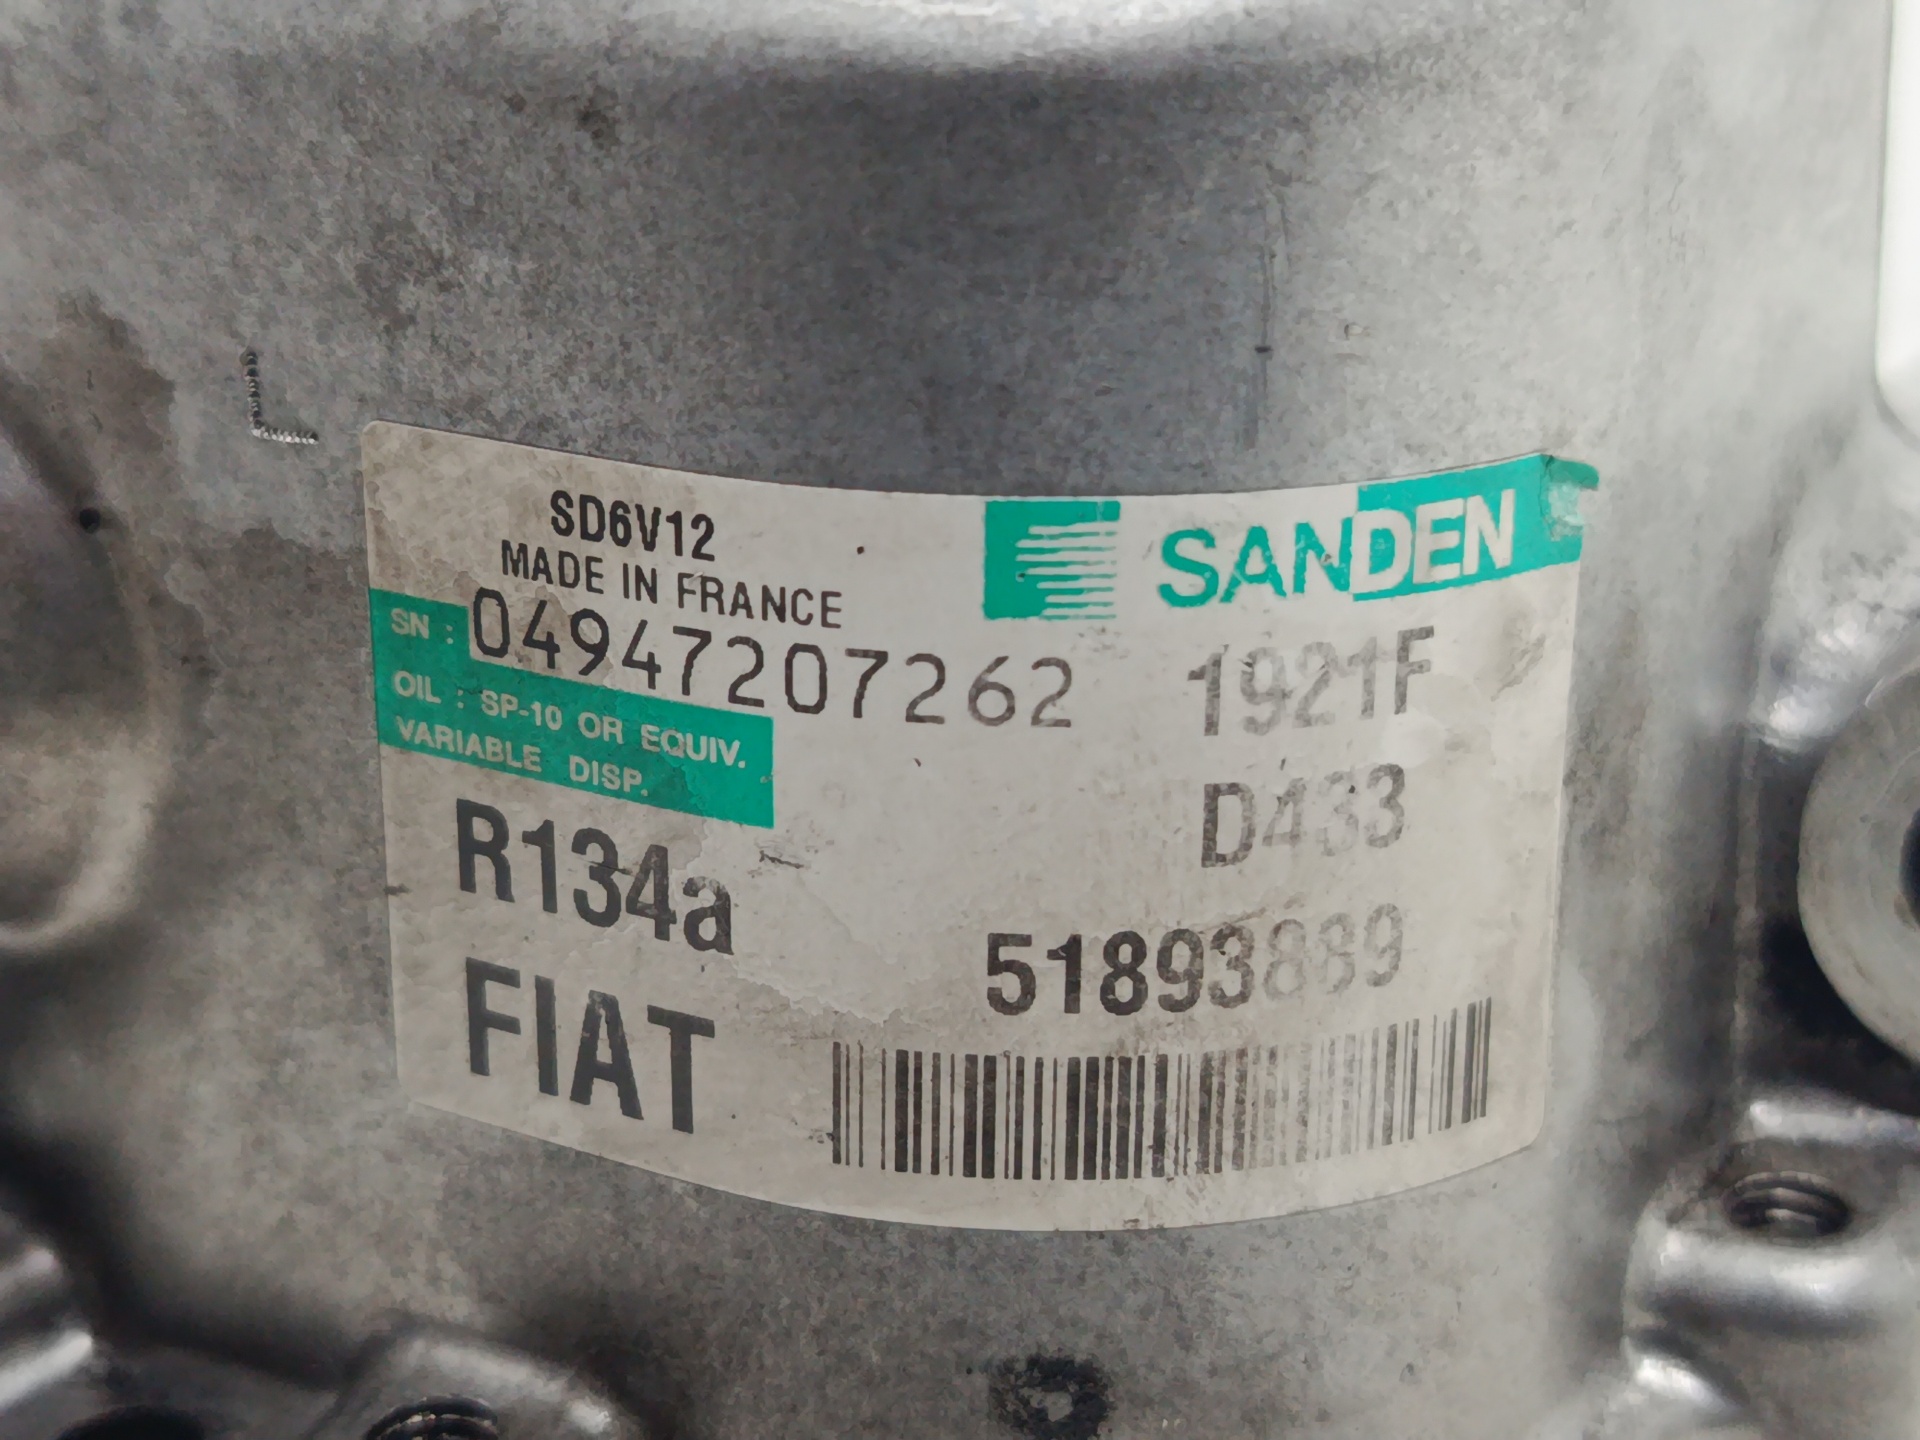 SD6V12
MADE IN FRANCE
SANDEN
SN : 04947207262
1921F
OIL : SP-10 OR EQUIV.
VARIABLE DISP.
D433
R134a
51893889
FIAT